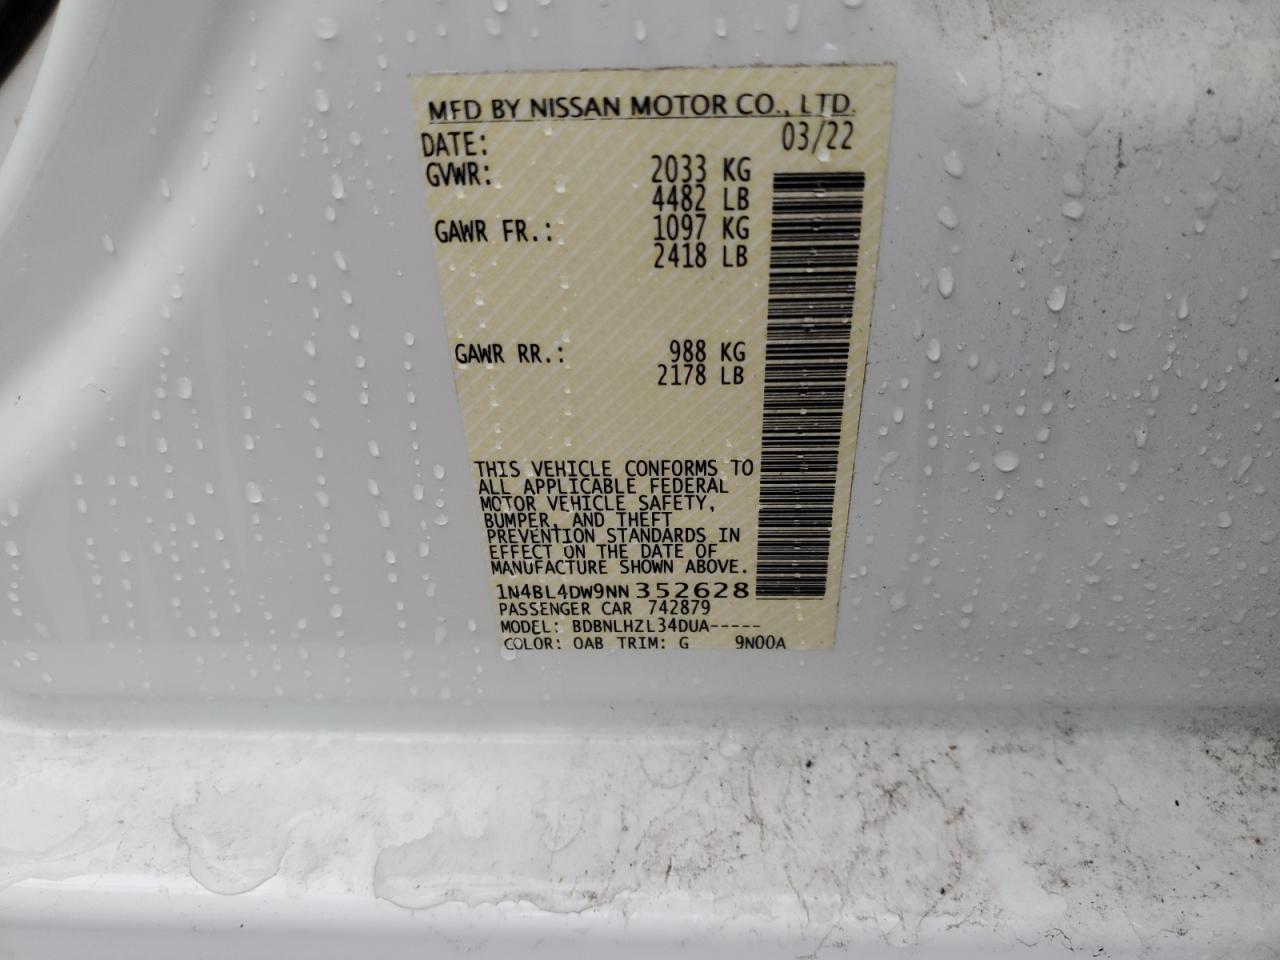 MFD BY NISSAN MOTOR CO., LTD.
DATE: 03/22
GVWR: 2033 KG
4482 LB
GAWR FR.: 1097 KG
2418 LB
GAWR RR.: 988 KG
2178 LB
THIS VEHICLE CONFORMS TO
ALL APPLICABLE FEDERAL
MOTOR VEHICLE SAFETY,
BUMPER, AND THEFT
PREVENTION STANDARDS IN
EFFECT ON THE DATE OF
MANUFACTURE SHOWN ABOVE.
1N4BL4DW9NN352628
PASSENGER CAR 742879
MODEL: BDBNLHZL34DUA-----
COLOR: QAB TRIM: G 9N00A